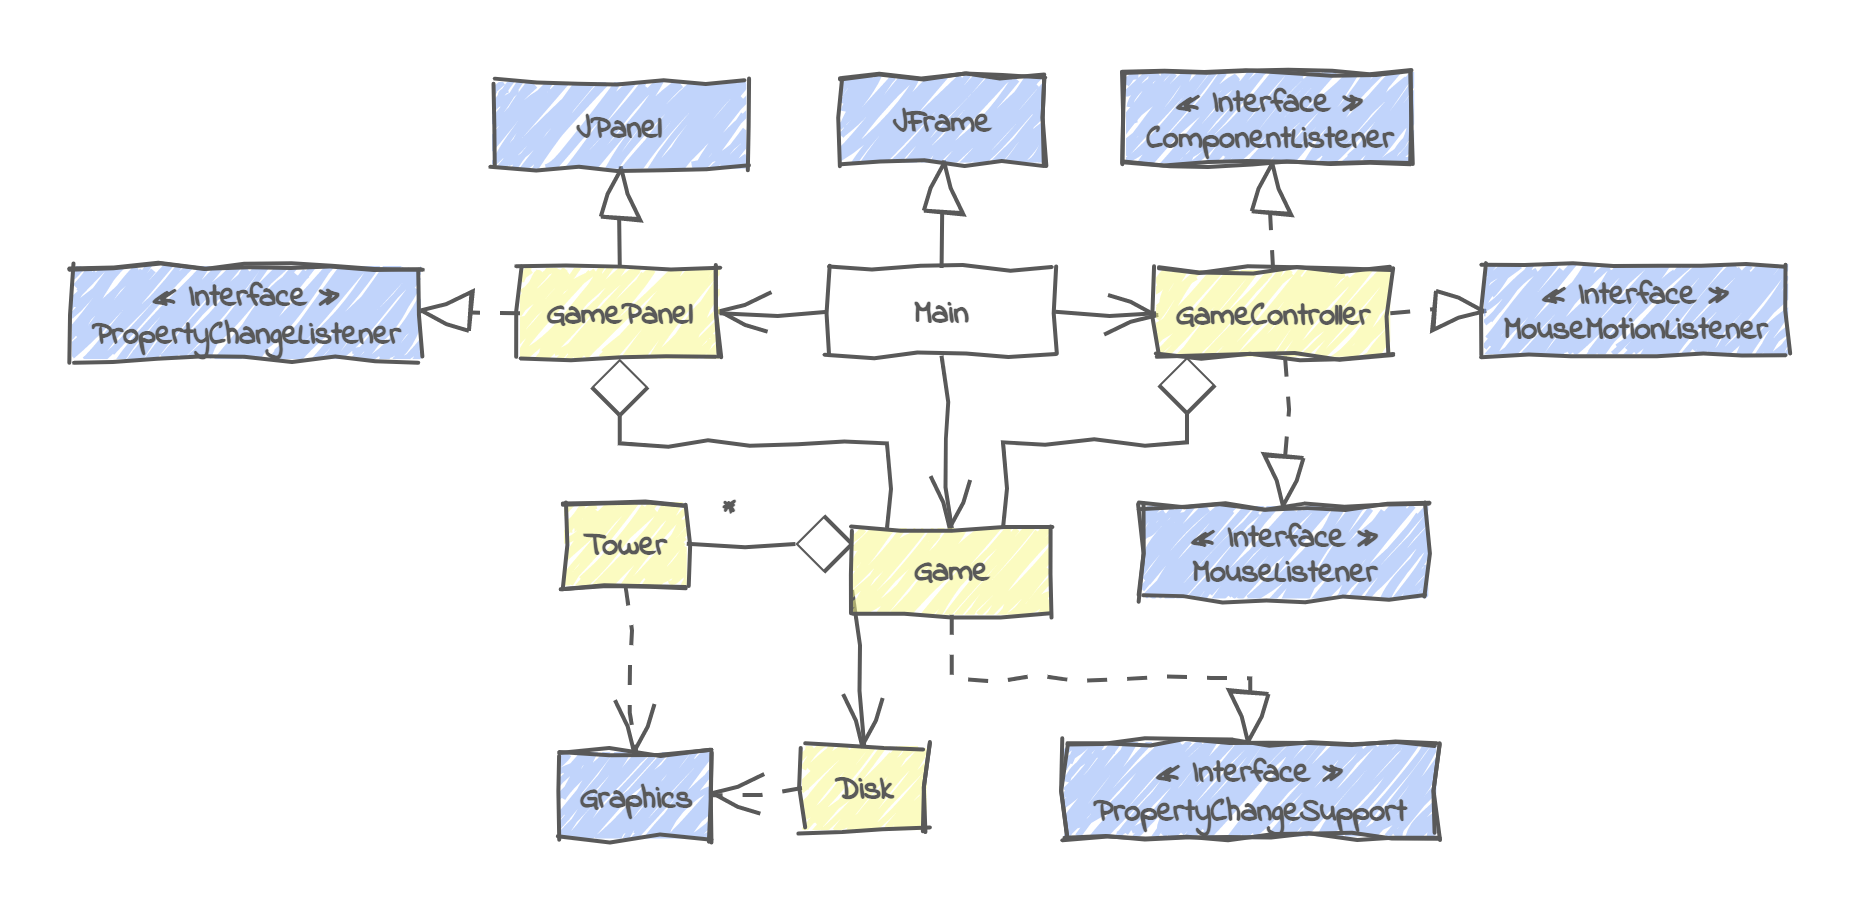 JPanel
JFrame
≪ Interface ≫
ComponentListener
≪ Interface ≫
PropertyChangeListener
GamePanel
Main
GameController
≪ Interface ≫
MouseMotionListener
*
Tower
Game
≪ Interface ≫
MouseListener
Graphics
Disk
≪ Interface ≫
PropertyChangeSupport